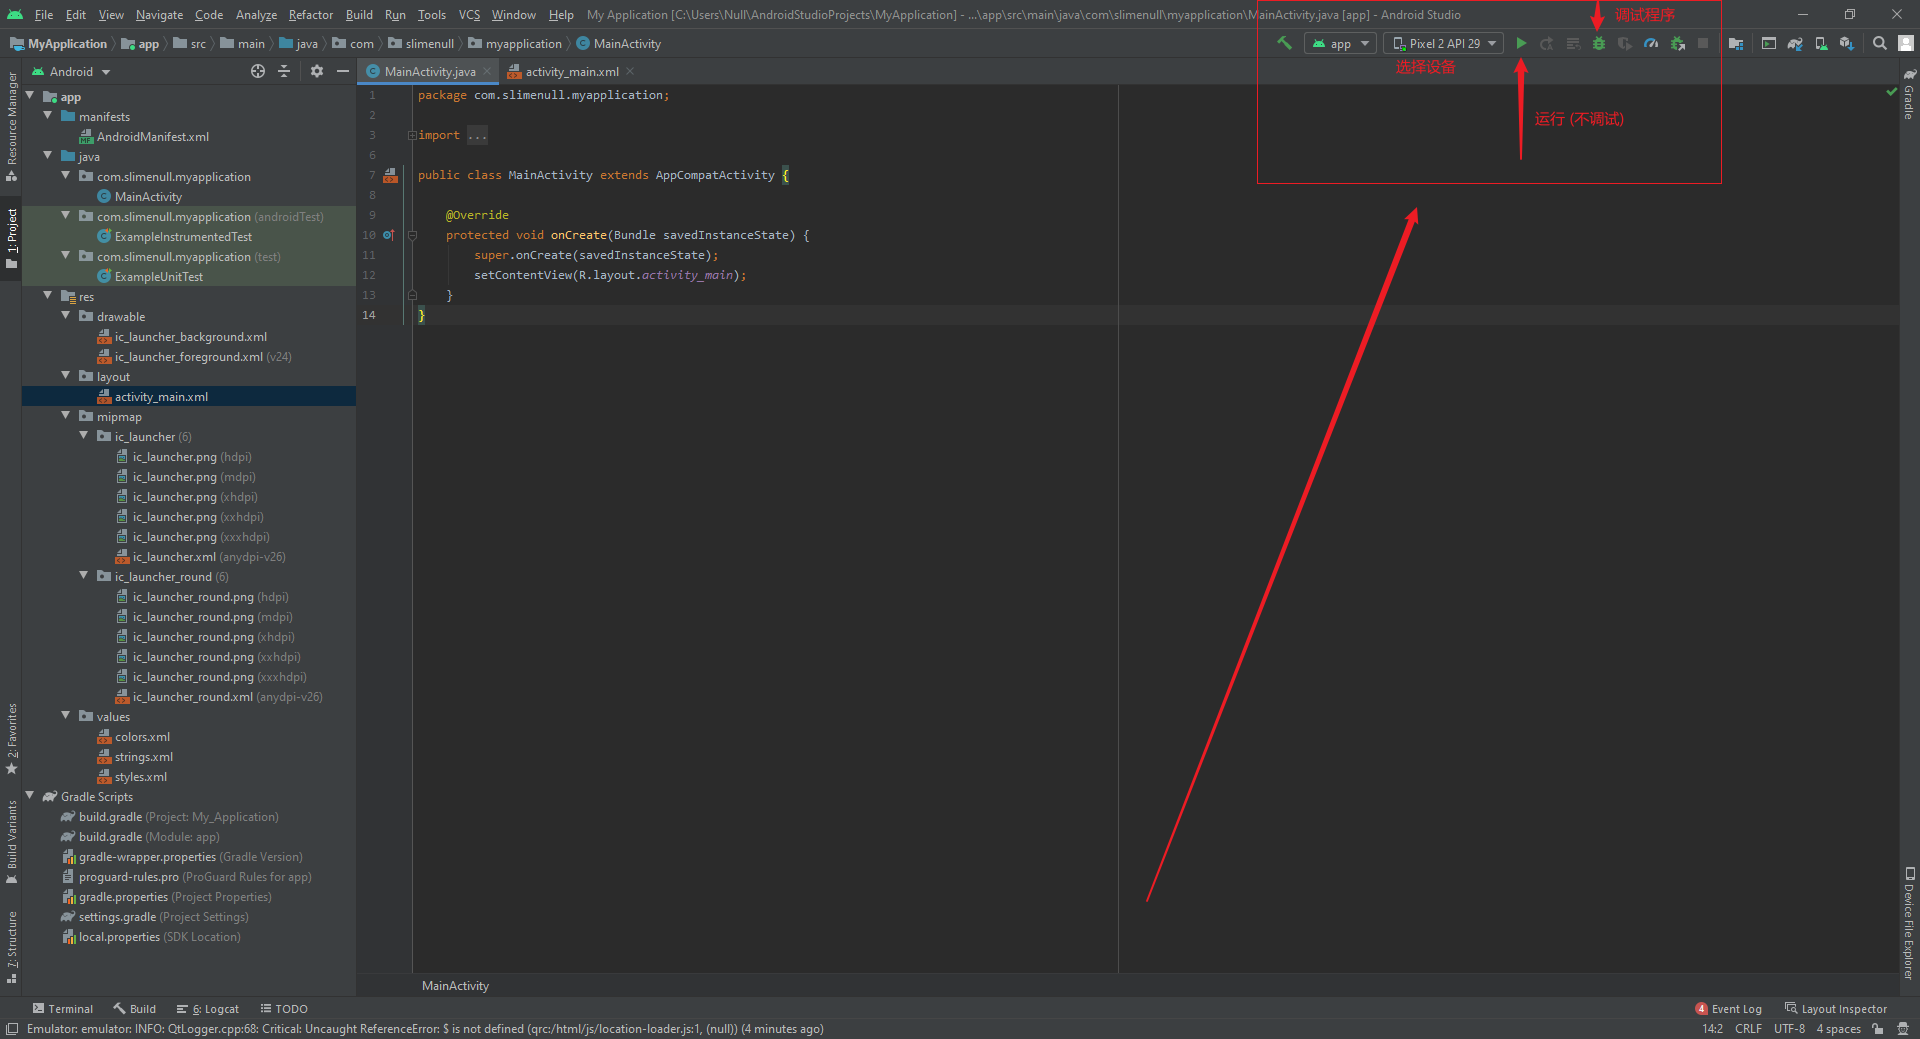 File Edit View Navigate Code Analyze Refactor Build Run Tools VCS Window Help My Application [C:\Users\Null\AndroidStudioProjects\MyApplication] - ...\app\src\main\java\com\slimenull\myapplication\MainActivity.java [app] - Android Studio
调试程序
MyApplication app src main java com slimenull myapplication MainActivity
app Pixel 2 API 29
选择设备
运行 (不调试)
Android
MainActivity.java activity_main.xml
Resource Manager
1: Project
2: Favorites
Build Variants
7: Structure
app
manifests
AndroidManifest.xml
java
com.slimenull.myapplication
MainActivity
com.slimenull.myapplication (androidTest)
ExampleInstrumentedTest
com.slimenull.myapplication (test)
ExampleUnitTest
res
drawable
ic_launcher_background.xml
ic_launcher_foreground.xml (v24)
layout
activity_main.xml
mipmap
ic_launcher (6)
ic_launcher.png (hdpi)
ic_launcher.png (mdpi)
ic_launcher.png (xhdpi)
ic_launcher.png (xxhdpi)
ic_launcher.png (xxxhdpi)
ic_launcher.xml (anydpi-v26)
ic_launcher_round (6)
ic_launcher_round.png (hdpi)
ic_launcher_round.png (mdpi)
ic_launcher_round.png (xhdpi)
ic_launcher_round.png (xxhdpi)
ic_launcher_round.png (xxxhdpi)
ic_launcher_round.xml (anydpi-v26)
values
colors.xml
strings.xml
styles.xml
Gradle Scripts
build.gradle (Project: My_Application)
build.gradle (Module: app)
gradle-wrapper.properties (Gradle Version)
proguard-rules.pro (ProGuard Rules for app)
gradle.properties (Project Properties)
settings.gradle (Project Settings)
local.properties (SDK Location)
1 package com.slimenull.myapplication;
2
3 import ...
6
7 public class MainActivity extends AppCompatActivity {
8
9 @Override
10 protected void onCreate(Bundle savedInstanceState) {
11 super.onCreate(savedInstanceState);
12 setContentView(R.layout.activity_main);
13 }
14 }
MainActivity
Gradle
Device File Explorer
Terminal Build 6: Logcat TODO
4 Event Log Layout Inspector
Emulator: emulator: INFO: QtLogger.cpp:68: Critical: Uncaught ReferenceError: $ is not defined (qrc:/html/js/location-loader.js:1, (null)) (4 minutes ago)
14:2 CRLF UTF-8 4 spaces